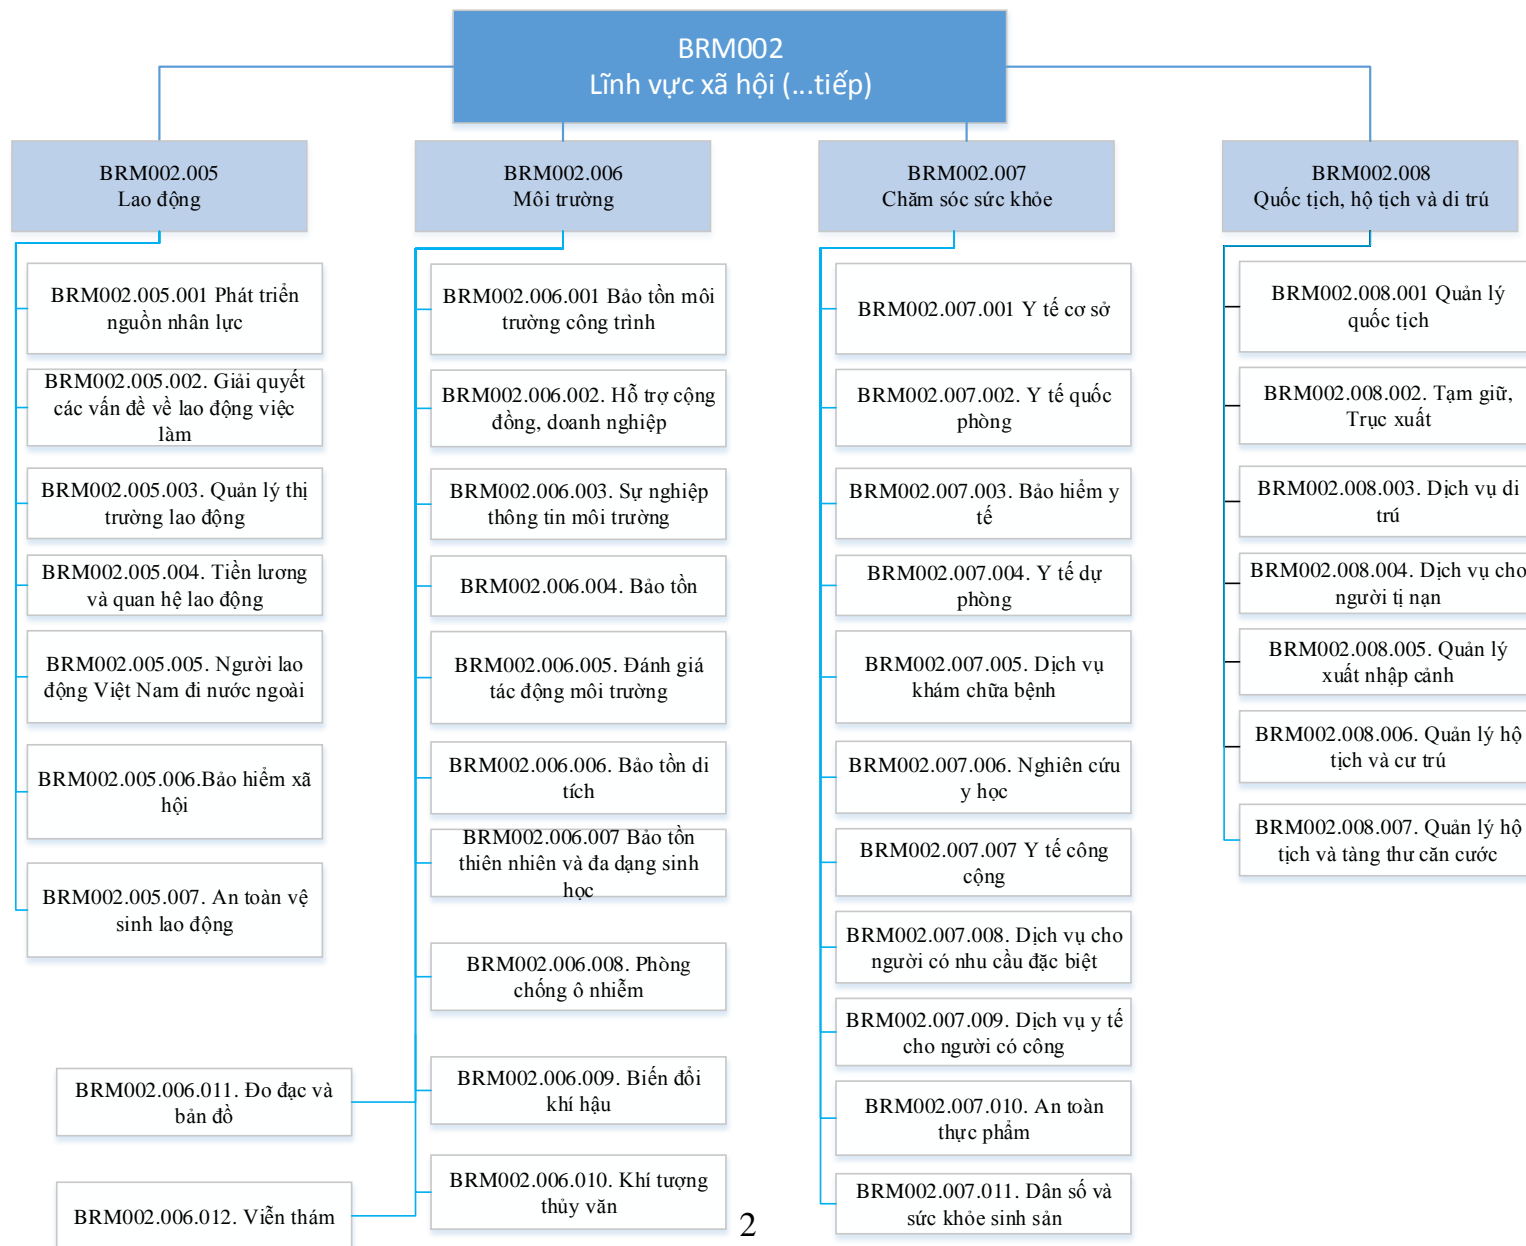 BRM002
Lĩnh vực xã hội (...tiếp)
BRM002.005
Lao động
BRM002.005.001 Phát triển
nguồn nhân lực
BRM002.005.002. Giải quyết
các vấn đề về lao động việc
làm
BRM002.005.003. Quản lý thị
trường lao động
BRM002.005.004. Tiền lương
và quan hệ lao động
BRM002.005.005. Người lao
động Việt Nam đi nước ngoài
BRM002.005.006.Bảo hiểm xã
hội
BRM002.005.007. An toàn vệ
sinh lao động
BRM002.006
Môi trường
BRM002.006.001 Bảo tồn môi
trường công trình
BRM002.006.002. Hỗ trợ cộng
đồng, doanh nghiệp
BRM002.006.003. Sự nghiệp
thông tin môi trường
BRM002.006.004. Bảo tồn
BRM002.006.005. Đánh giá
tác động môi trường
BRM002.006.006. Bảo tồn di
tích
BRM002.006.007 Bảo tồn
thiên nhiên và đa dạng sinh
học
BRM002.006.008. Phòng
chống ô nhiễm
BRM002.006.009. Biến đổi
khí hậu
BRM002.006.010. Khí tượng
thủy văn
BRM002.006.011. Đo đạc và
bản đồ
BRM002.006.012. Viễn thám
BRM002.007
Chăm sóc sức khỏe
BRM002.007.001 Y tế cơ sở
BRM002.007.002. Y tế quốc
phòng
BRM002.007.003. Bảo hiểm y
tế
BRM002.007.004. Y tế dự
phòng
BRM002.007.005. Dịch vụ
khám chữa bệnh
BRM002.007.006. Nghiên cứu
y học
BRM002.007.007 Y tế công
cộng
BRM002.007.008. Dịch vụ cho
người có nhu cầu đặc biệt
BRM002.007.009. Dịch vụ y tế
cho người có công
BRM002.007.010. An toàn
thực phẩm
BRM002.007.011. Dân số và
sức khỏe sinh sản
BRM002.008
Quốc tịch, hộ tịch và di trú
BRM002.008.001 Quản lý
quốc tịch
BRM002.008.002. Tạm giữ,
Trục xuất
BRM002.008.003. Dịch vụ di
trú
BRM002.008.004. Dịch vụ cho
người tị nạn
BRM002.008.005. Quản lý
xuất nhập cảnh
BRM002.008.006. Quản lý hộ
tịch và cư trú
BRM002.008.007. Quản lý hộ
tịch và tàng thư căn cước
2